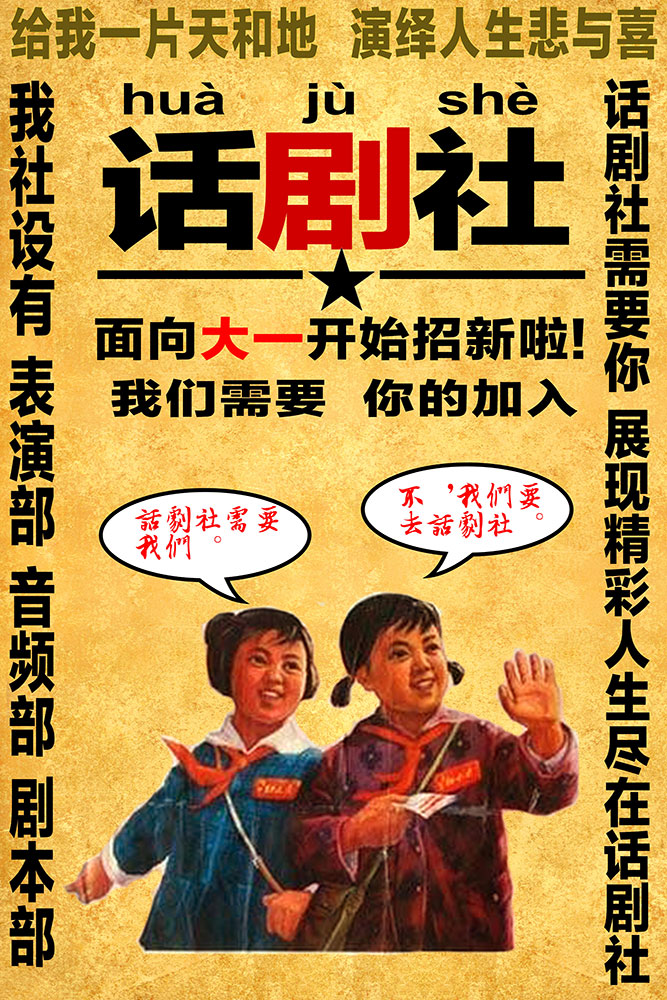 给我一片天和地 演绎人生悲与喜
huà jù shè
话剧社
面向大一开始招新啦!
我们需要 你的加入
我社设有 表演部 音频部 剧本部
话剧社需要你 展现精彩人生尽在话剧社
話劇社需要
我們。
不,我們要
去話劇社。